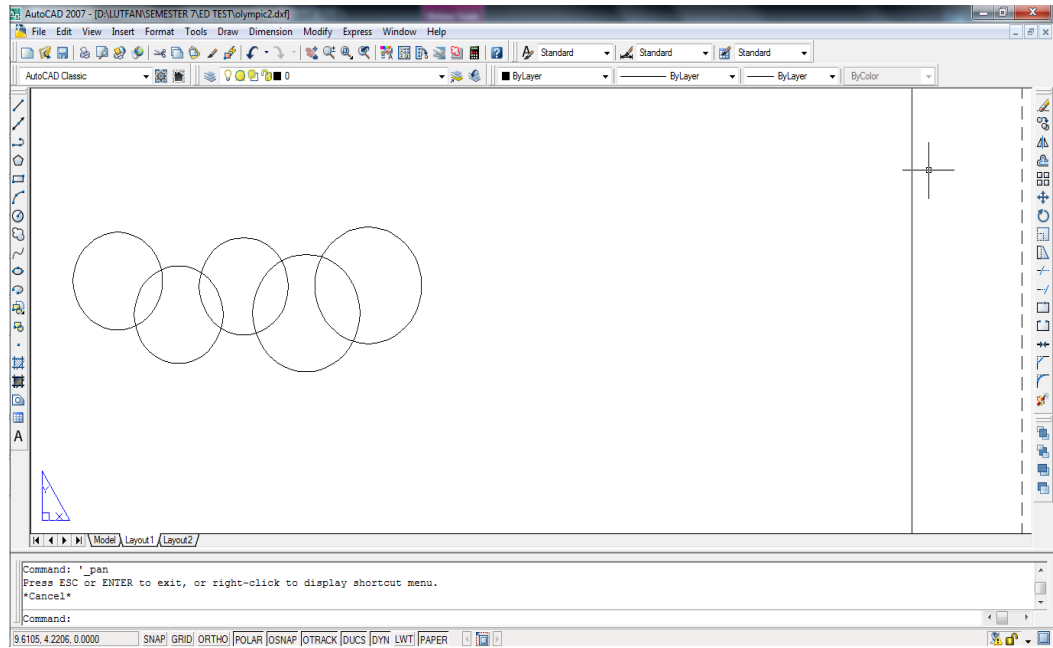 AutoCAD 2007 - [D:\LUTFAN\SEMESTER 7\ED TEST\olympic2.dxf]
File Edit View Insert Format Tools Draw Dimension Modify Express Window Help
Standard Standard Standard
AutoCAD Classic 0 ByLayer ByLayer ByLayer ByColor
A
Y
X
Model Layout1 Layout2
Command: '_pan
Press ESC or ENTER to exit, or right-click to display shortcut menu.
*Cancel*
Command:
9.6105, 4.2206, 0.0000 SNAP GRID ORTHO POLAR OSNAP OTRACK DUCS DYN LWT PAPER